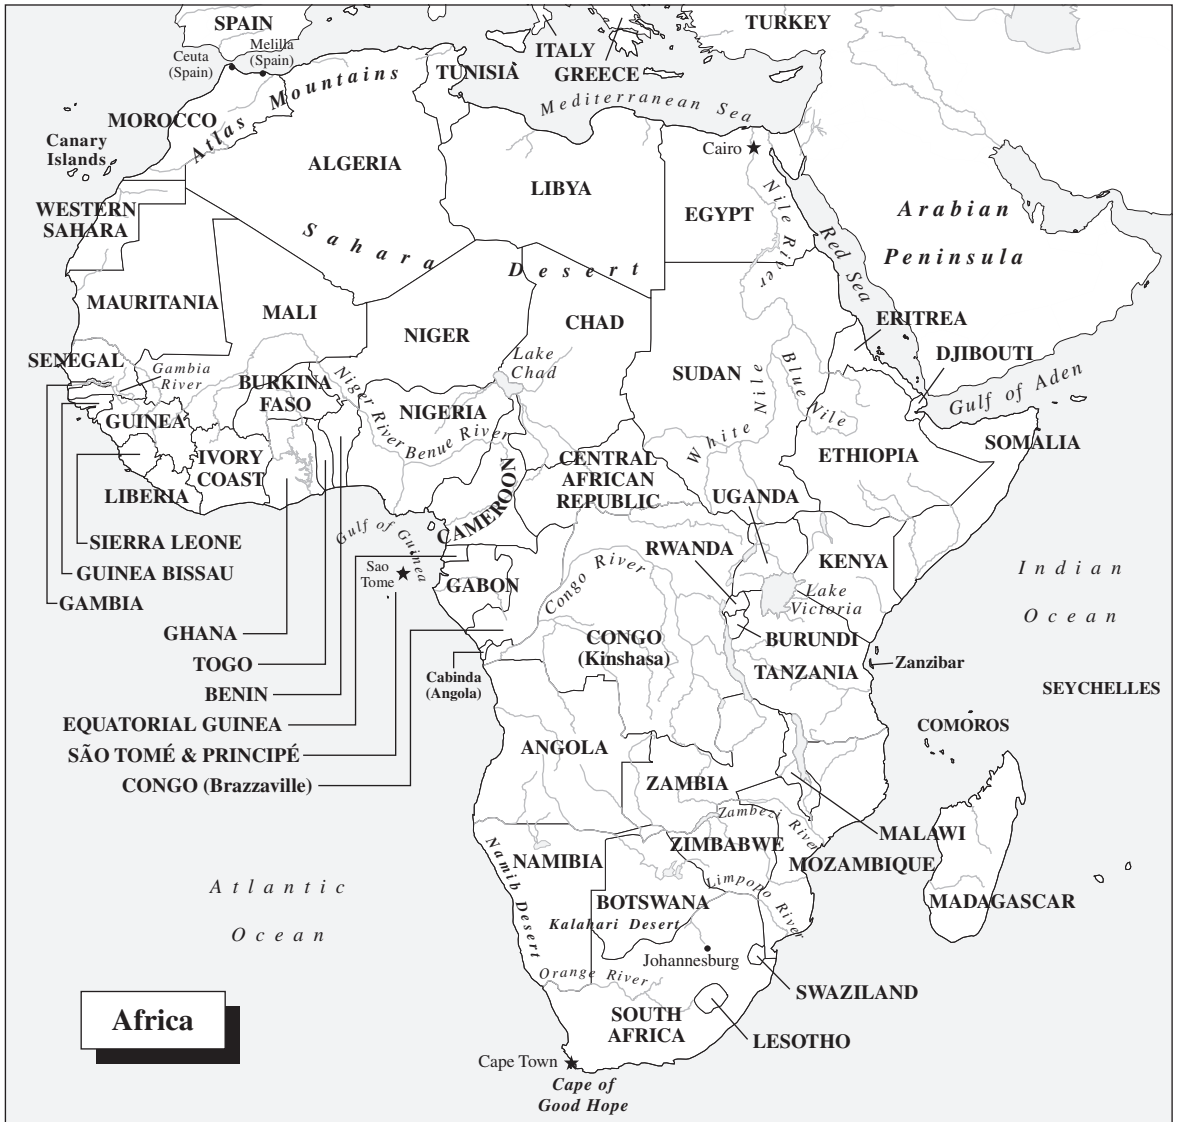 SPAIN
TURKEY
ITALY
GREECE
Ceuta
(Spain)
Melilla
(Spain)
TUNISIA
Mediterranean Sea
Atlas Mountains
MOROCCO
Canary
Islands
ALGERIA
LIBYA
Cairo
EGYPT
Nile River
Red Sea
Arabian
Peninsula
WESTERN
SAHARA
Sahara Desert
MAURITANIA
MALI
NIGER
CHAD
SUDAN
ERITREA
DJIBOUTI
Gulf of Aden
SENEGAL
Gambia
River
BURKINA
FASO
Niger River
Lake
Chad
NIGERIA
Benue River
White Nile
Blue Nile
GUINEA
IVORY
COAST
LIBERIA
CAMEROON
CENTRAL
AFRICAN
REPUBLIC
ETHIOPIA
SOMALIA
UGANDA
SIERRA LEONE
GUINEA BISSAU
GAMBIA
GHANA
TOGO
BENIN
EQUATORIAL GUINEA
SÃO TOMÉ & PRINCIPÉ
CONGO (Brazzaville)
Gulf of Guinea
Sao
Tome
GABON
Congo River
RWANDA
KENYA
Lake
Victoria
Indian
Ocean
CONGO
(Kinshasa)
BURUNDI
TANZANIA
Zanzibar
SEYCHELLES
Cabinda
(Angola)
COMOROS
ANGOLA
ZAMBIA
Zambezi River
MALAWI
ZIMBABWE
MOZAMBIQUE
NAMIBIA
Namib Desert
BOTSWANA
Limpopo River
Kalahari Desert
MADAGASCAR
Atlantic
Ocean
Johannesburg
Orange River
SWAZILAND
SOUTH
AFRICA
LESOTHO
Africa
Cape Town
Cape of
Good Hope